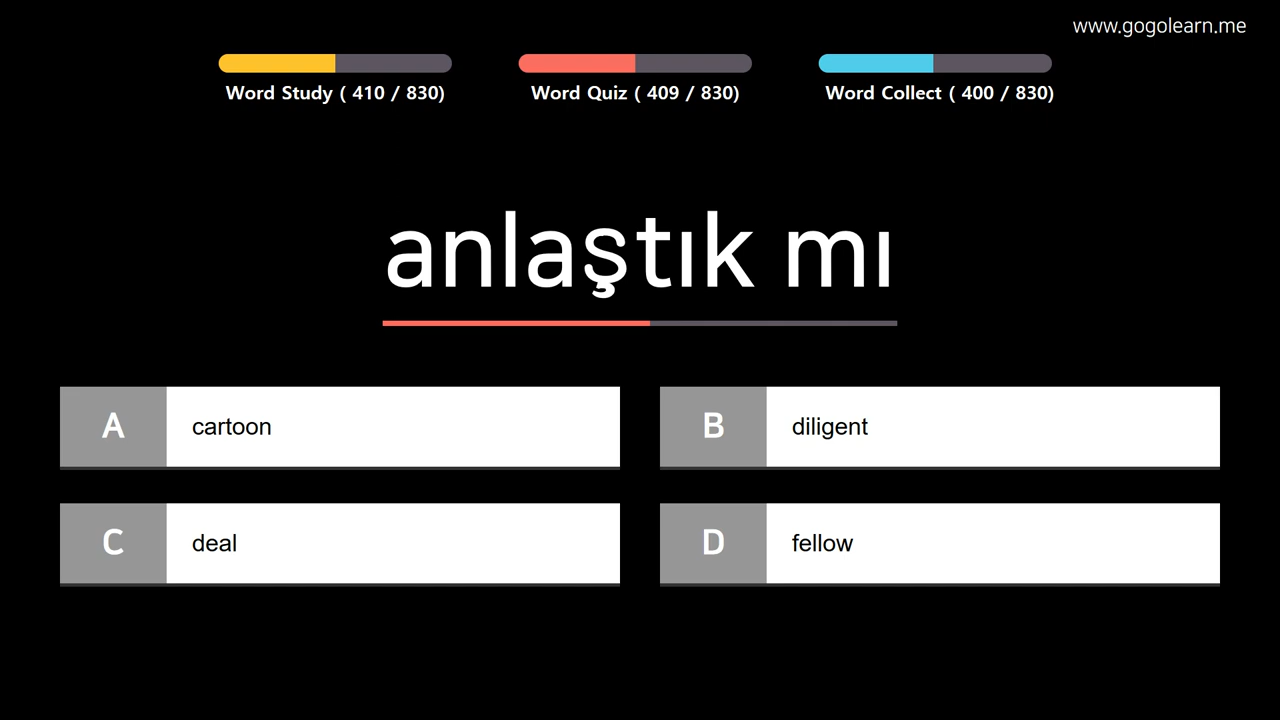 www.gogolearn.me
Word Study ( 410 / 830)
Word Quiz ( 409 / 830)
Word Collect ( 400 / 830)
anlaştık mı
A cartoon
B diligent
C deal
D fellow